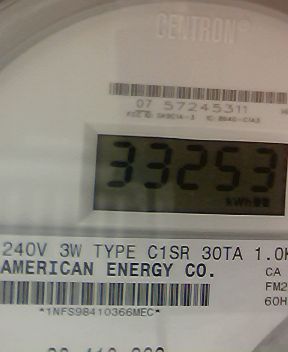 CENTRON®
07 57245311
33253
kWh
240V 3W TYPE C1SR 30TA 1.0K
AMERICAN ENERGY CO.
CA
FM2
60H
*1NFS98410366MEC*